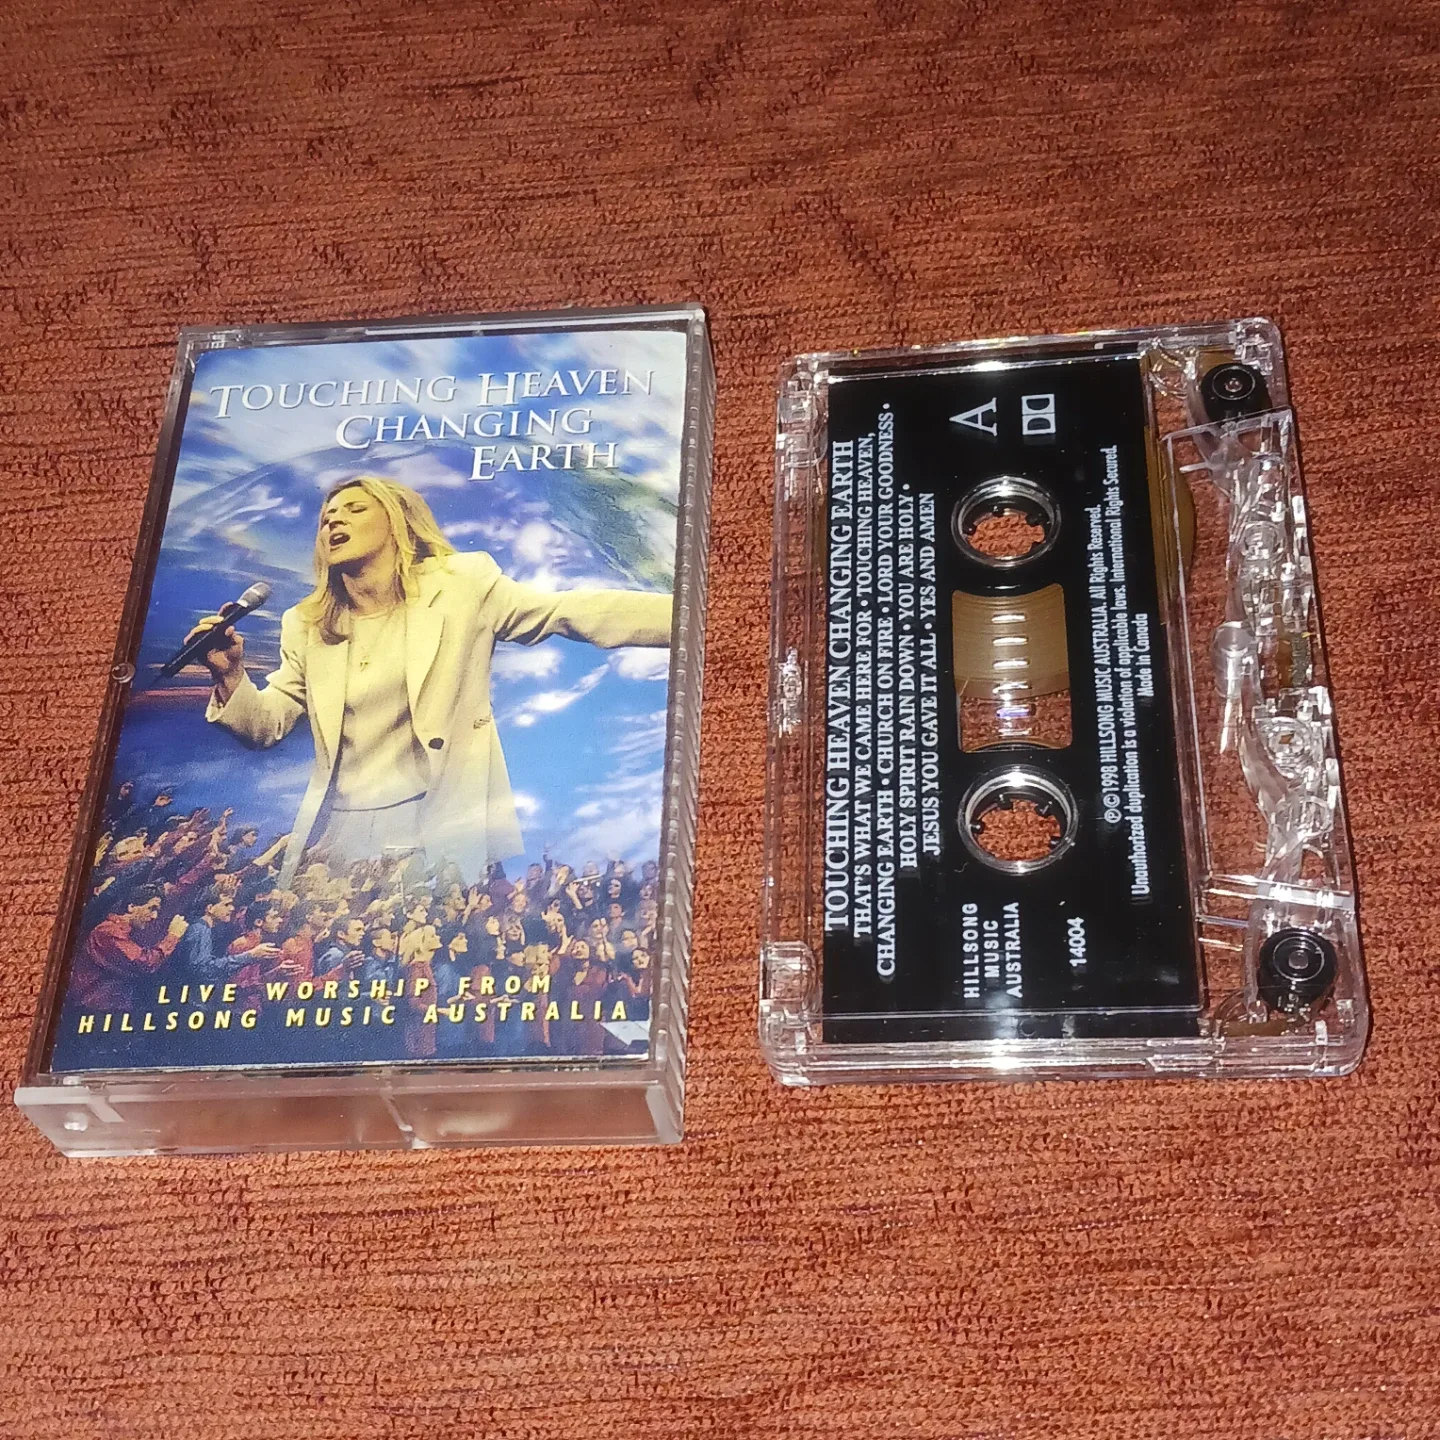 TOUCHING HEAVEN
CHANGING
EARTH
LIVE WORSHIP FROM
HILLSONG MUSIC AUSTRALIA
TOUCHING HEAVEN CHANGING EARTH
THAT'S WHAT WE CAME HERE FOR • TOUCHING HEAVEN,
CHANGING EARTH • CHURCH ON FIRE • LORD YOUR GOODNESS •
HOLY SPIRIT RAIN DOWN • YOU ARE HOLY •
JESUS YOU GAVE IT ALL • YES AND AMEN
A
HILLSONG
MUSIC
AUSTRALIA
14004
℗©1998 HILLSONG MUSIC AUSTRALIA. All Rights Reserved.
Unauthorized duplication is a violation of applicable laws. International Rights Secured.
Made in Canada